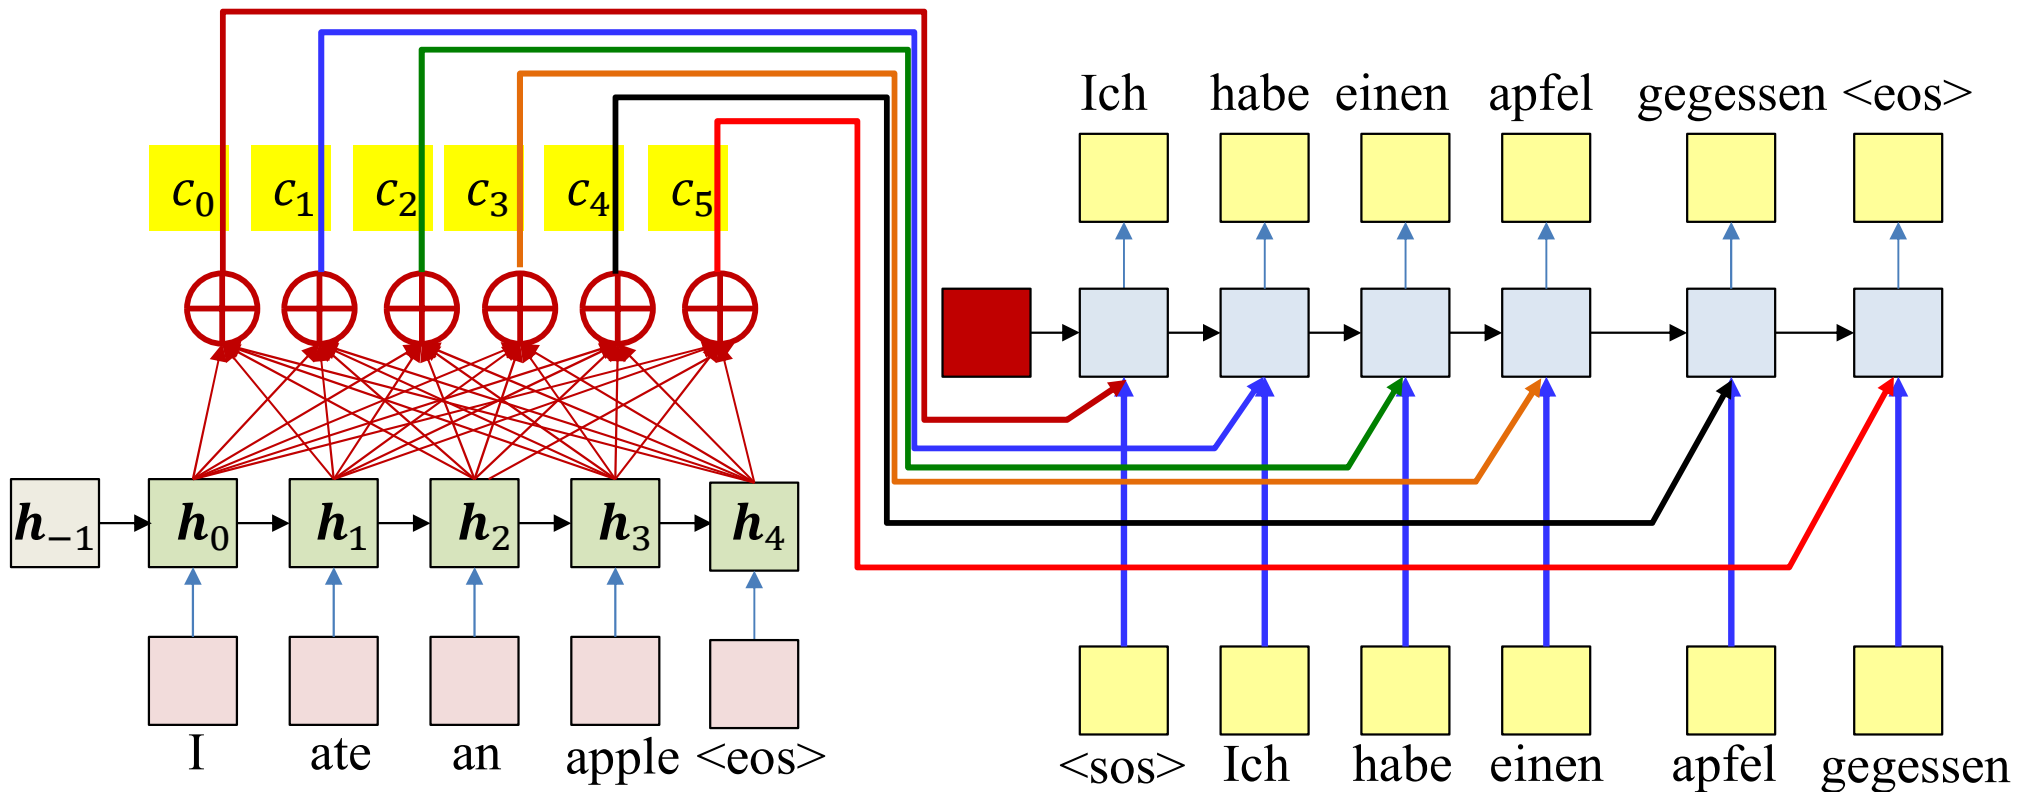 Ich habe einen apfel gegessen <eos>
c₀ c₁ c₂ c₃ c₄ c₅
h₋₁ h₀ h₁ h₂ h₃ h₄
I ate an apple <eos>
<sos> Ich habe einen apfel gegessen